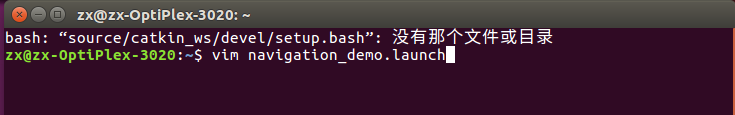 zx@zx-OptiPlex-3020: ~
bash: “source/catkin_ws/devel/setup.bash”: 没有那个文件或目录
zx@zx-OptiPlex-3020:~$ vim navigation_demo.launch